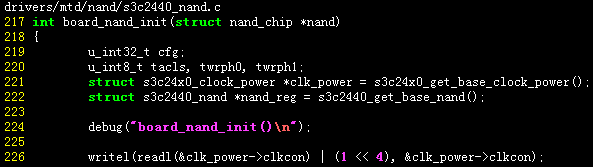 drivers/mtd/nand/s3c2440_nand.c
217 int board_nand_init(struct nand_chip *nand)
218 {
219         u_int32_t cfg;
220         u_int8_t tacls, twrph0, twrph1;
221         struct s3c24x0_clock_power *clk_power = s3c24x0_get_base_clock_power();
222         struct s3c2440_nand *nand_reg = s3c2440_get_base_nand();
223
224         debug("board_nand_init()\n");
225
226         writel(readl(&clk_power->clkcon) | (1 << 4), &clk_power->clkcon);